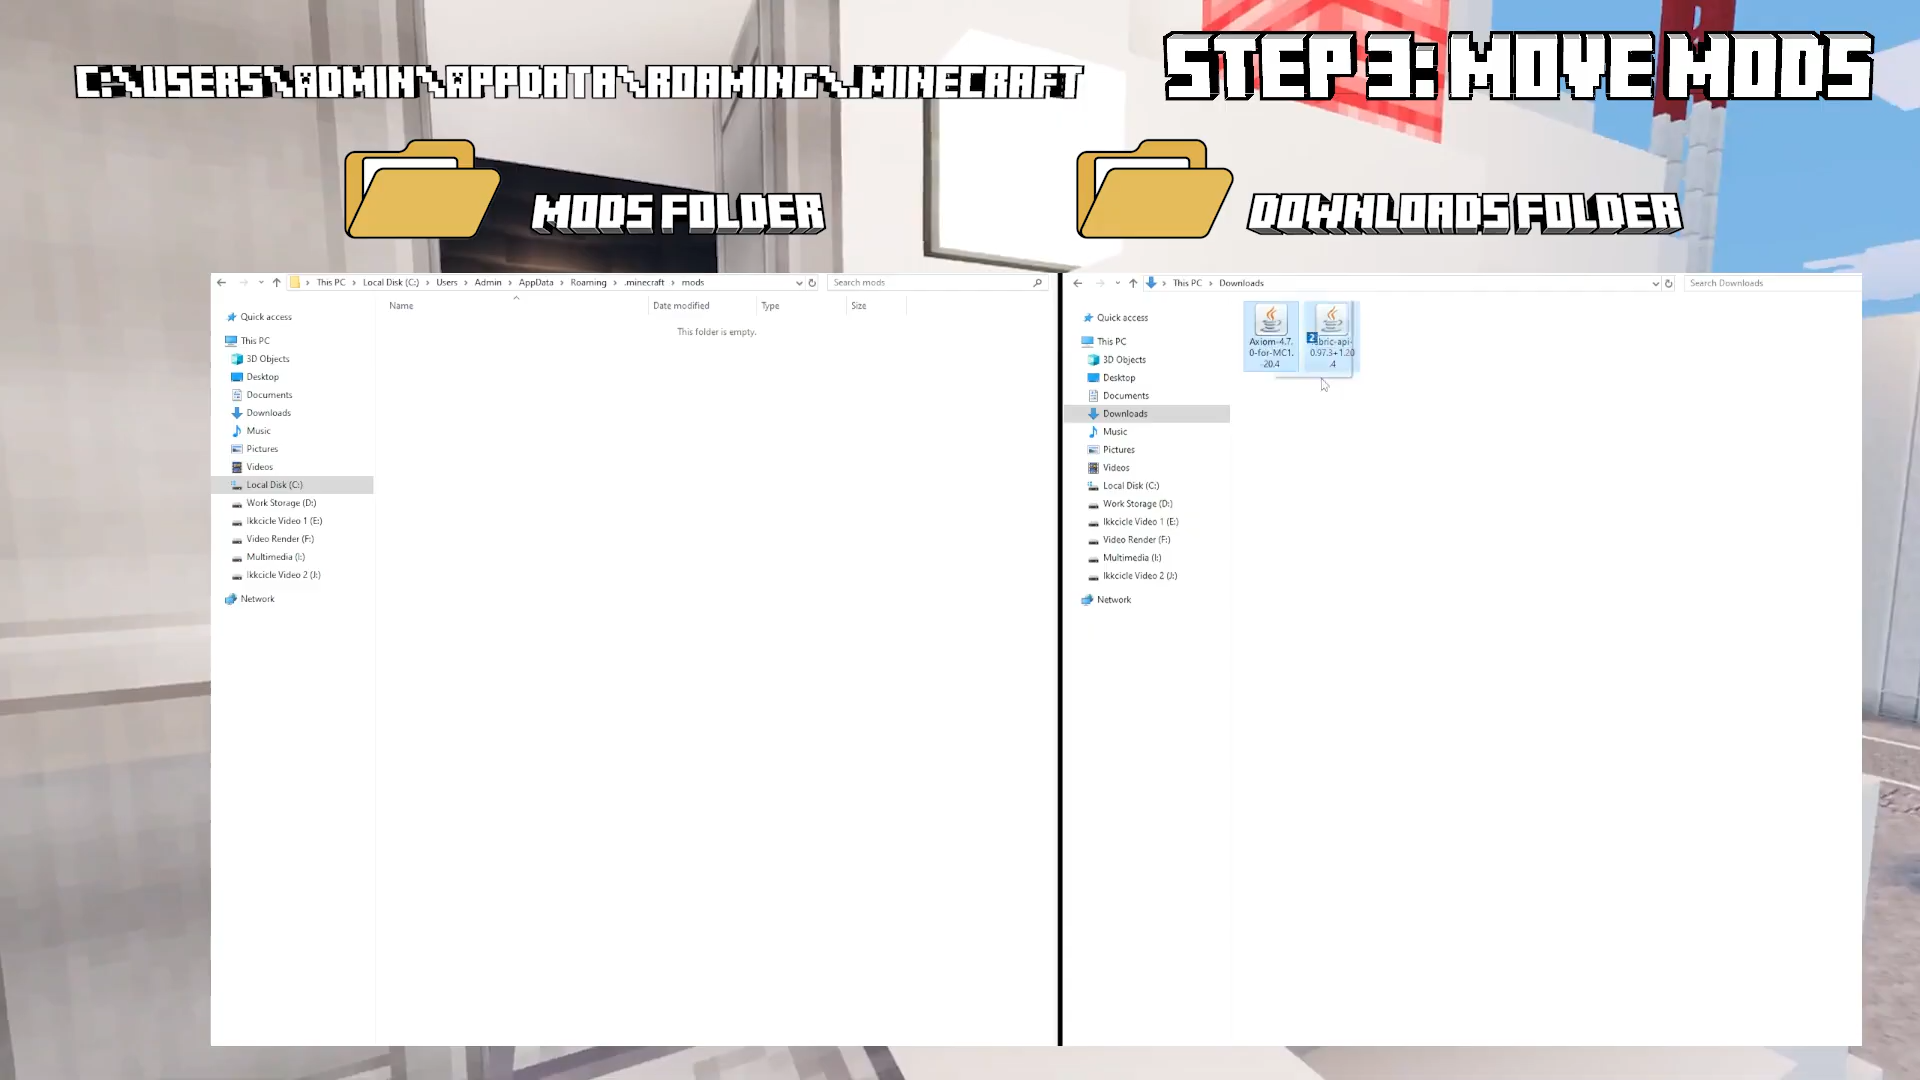 C:\USERS\ADMIN\APPDATA\ROAMING\.MINECRAFT
STEP 3: MOVE MODS
MODS FOLDER
DOWNLOADS FOLDER
This PC > Local Disk (C:) > Users > Admin > AppData > Roaming > .minecraft > mods
Search mods
Name
Date modified
Type
Size
This folder is empty.
Quick access
This PC
3D Objects
Desktop
Documents
Downloads
Music
Pictures
Videos
Local Disk (C:)
Work Storage (D:)
Ikkcicle Video 1 (E:)
Video Render (F:)
Multimedia (I:)
Ikkcicle Video 2 (J:)
Network
This PC > Downloads
Search Downloads
Quick access
This PC
3D Objects
Desktop
Documents
Downloads
Music
Pictures
Videos
Local Disk (C:)
Work Storage (D:)
Ikkcicle Video 1 (E:)
Video Render (F:)
Multimedia (I:)
Ikkcicle Video 2 (J:)
Network
Axiom-4.7.
0-for-MC1.
20.4
2
bric-api-
0.97.3+1.20
.4